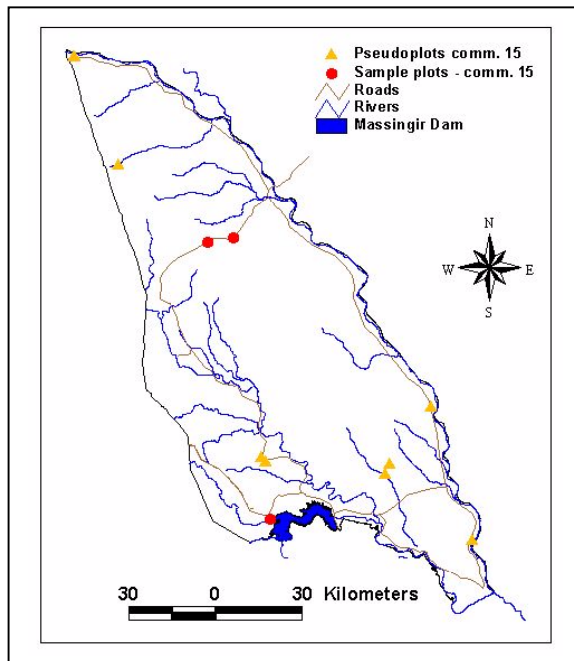 Pseudoplots comm. 15
Sample plots - comm. 15
Roads
Rivers
Massingir Dam
N
W E
S
30 0 30 Kilometers